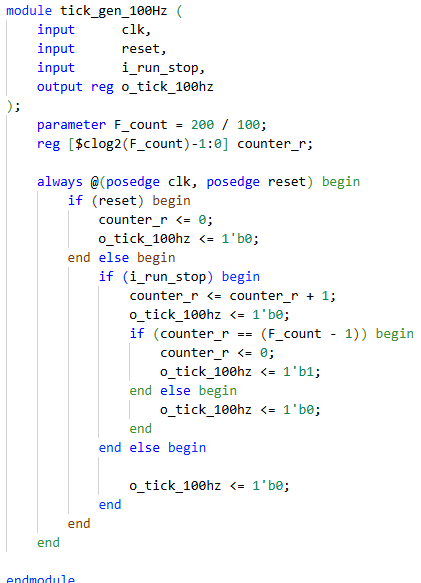 module tick_gen_100Hz (
    input      clk,
    input      reset,
    input      i_run_stop,
    output reg o_tick_100hz
);
    parameter F_count = 200 / 100;
    reg [$clog2(F_count)-1:0] counter_r;

    always @(posedge clk, posedge reset) begin
        if (reset) begin
            counter_r <= 0;
            o_tick_100hz <= 1'b0;
        end else begin
            if (i_run_stop) begin
                counter_r <= counter_r + 1;
                o_tick_100hz <= 1'b0;
                if (counter_r == (F_count - 1)) begin
                    counter_r <= 0;
                    o_tick_100hz <= 1'b1;
                end else begin
                    o_tick_100hz <= 1'b0;
                end
            end else begin

                o_tick_100hz <= 1'b0;
            end
        end
    end

endmodule